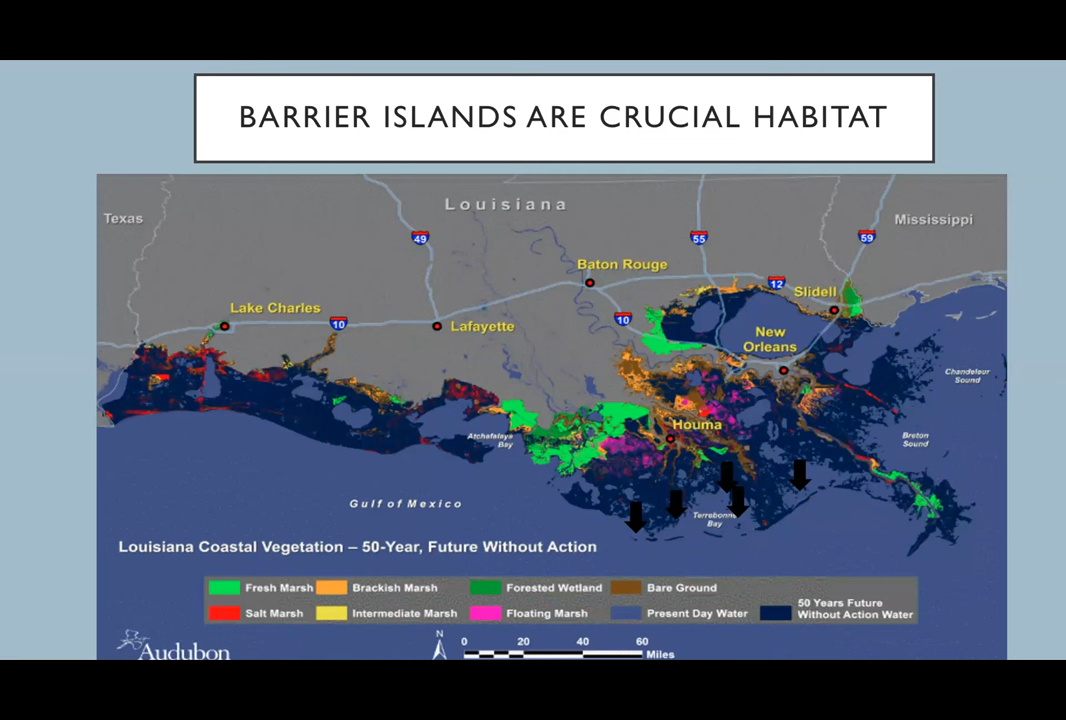 BARRIER ISLANDS ARE CRUCIAL HABITAT
Louisiana
Texas
Mississippi
49
55
59
Baton Rouge
12
Slidell
Lake Charles
10
Lafayette
10
New
Orleans
Chandeleur
Sound
Houma
Atchafalaya
Bay
Breton
Sound
Gulf of Mexico
Terrebonne
Bay
Louisiana Coastal Vegetation – 50-Year, Future Without Action
Fresh Marsh Brackish Marsh Forested Wetland Bare Ground
Salt Marsh Intermediate Marsh Floating Marsh Present Day Water 50 Years Future
Without Action Water
Audubon
N
0 20 40 60
Miles